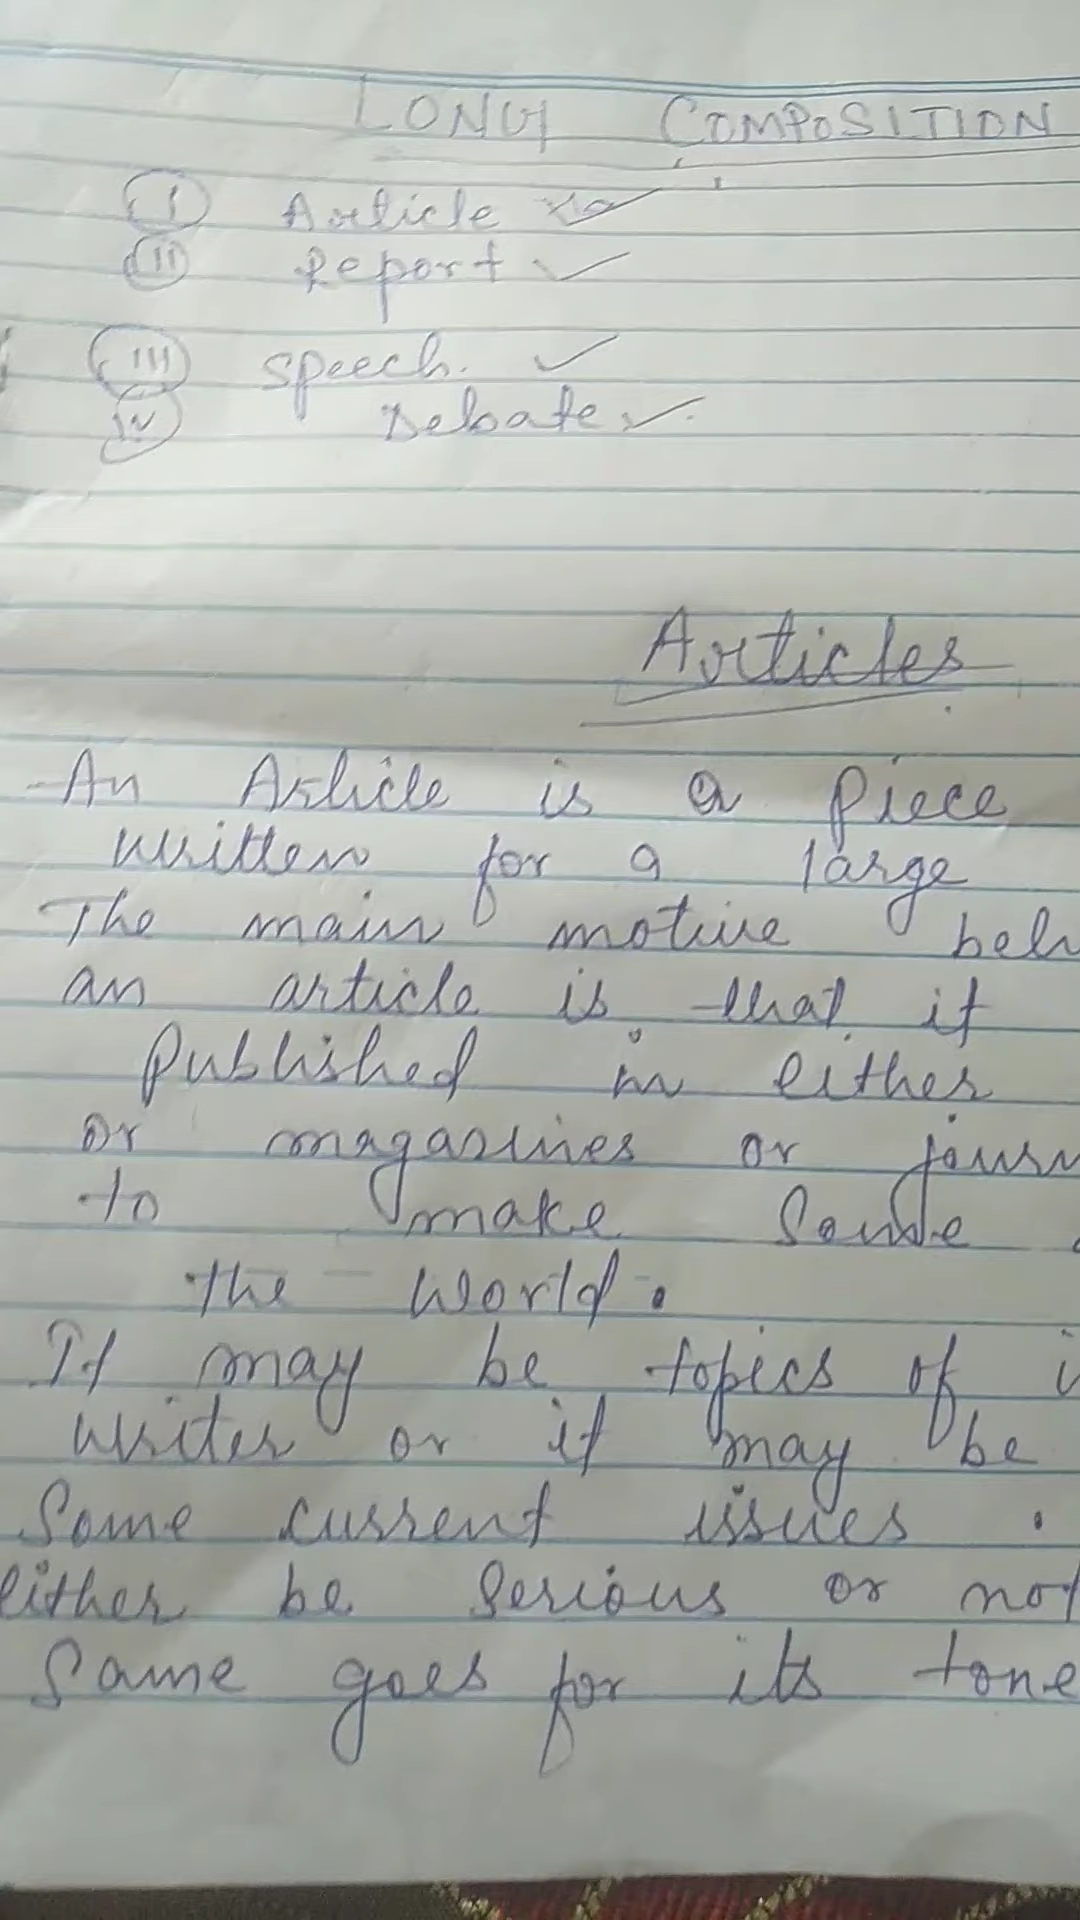 LONG COMPOSITION
I Article
II Report
III Speech.
IV Debate
Articles
An Article is a Piece
written for a large
The main motive
an article is that it
Published in either
or magazines or
to make some
the world.
It may be topics of
writer or it may be
Some current issues.
either be serious or not
Same goes for its tone